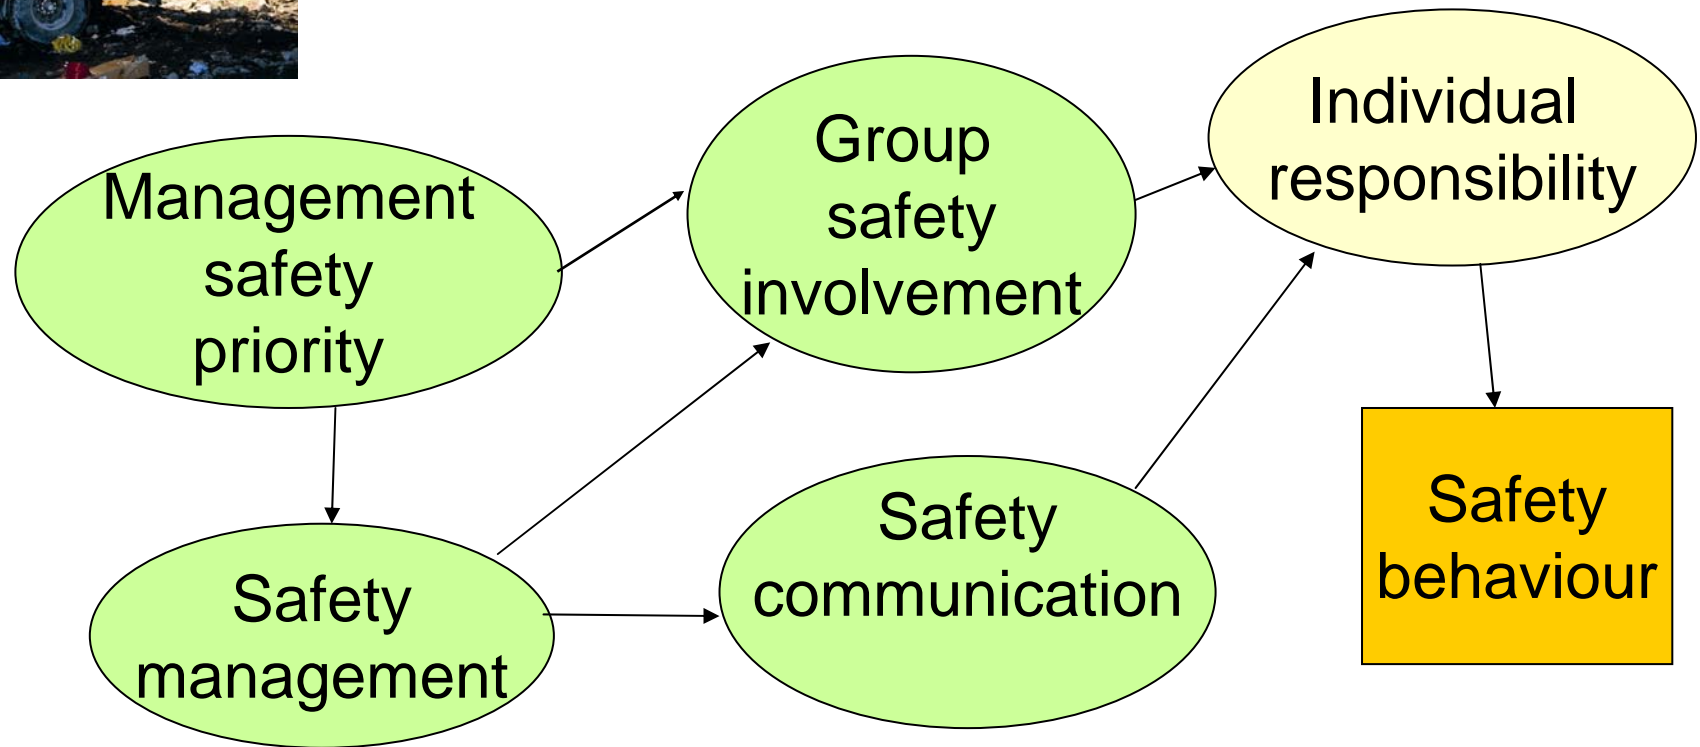 Management
safety
priority
Group
safety
involvement
Individual
responsibility
Safety
management
Safety
communication
Safety
behaviour